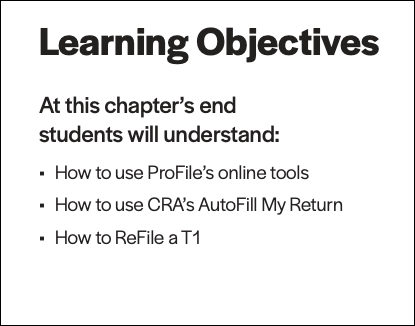 Learning Objectives
At this chapter’s end
students will understand:
▪ How to use ProFile’s online tools
▪ How to use CRA’s AutoFill My Return
▪ How to ReFile a T1